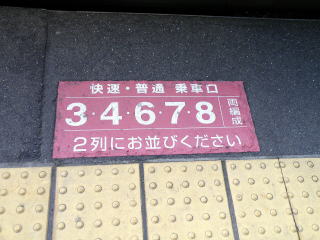 快速・普通 乗車口
3・4・6・7・8 両編成
2列にお並びください